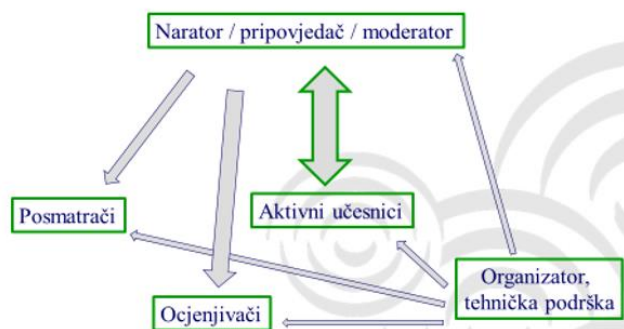 Narator / pripovjedač / moderator
Posmatrači
Aktivni učesnici
Organizator,
tehnička podrška
Ocjenjivači